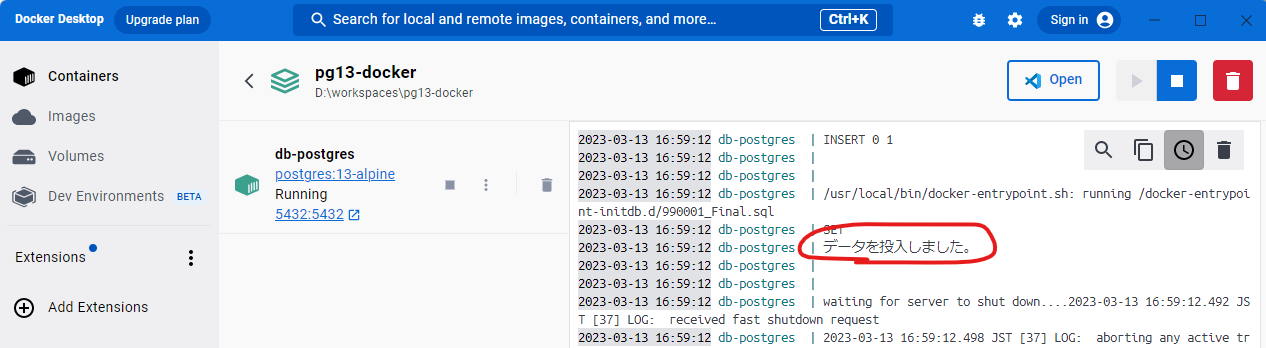 Docker Desktop
Upgrade plan
Search for local and remote images, containers, and more...
Ctrl+K
Sign in
Containers
Images
Volumes
Dev Environments
BETA
Extensions
Add Extensions
pg13-docker
D:\workspaces\pg13-docker
Open
db-postgres
postgres:13-alpine
Running
5432:5432
2023-03-13 16:59:12 db-postgres | INSERT 0 1
2023-03-13 16:59:12 db-postgres |
2023-03-13 16:59:12 db-postgres |
2023-03-13 16:59:12 db-postgres | /usr/local/bin/docker-entrypoint.sh: running /docker-entrypoi
nt-initdb.d/990001_Final.sql
2023-03-13 16:59:12 db-postgres | SET
2023-03-13 16:59:12 db-postgres | データを投入しました。
2023-03-13 16:59:12 db-postgres |
2023-03-13 16:59:12 db-postgres |
2023-03-13 16:59:12 db-postgres | waiting for server to shut down....2023-03-13 16:59:12.492 JS
T [37] LOG:  received fast shutdown request
2023-03-13 16:59:12 db-postgres | 2023-03-13 16:59:12.498 JST [37] LOG:  aborting any active tr